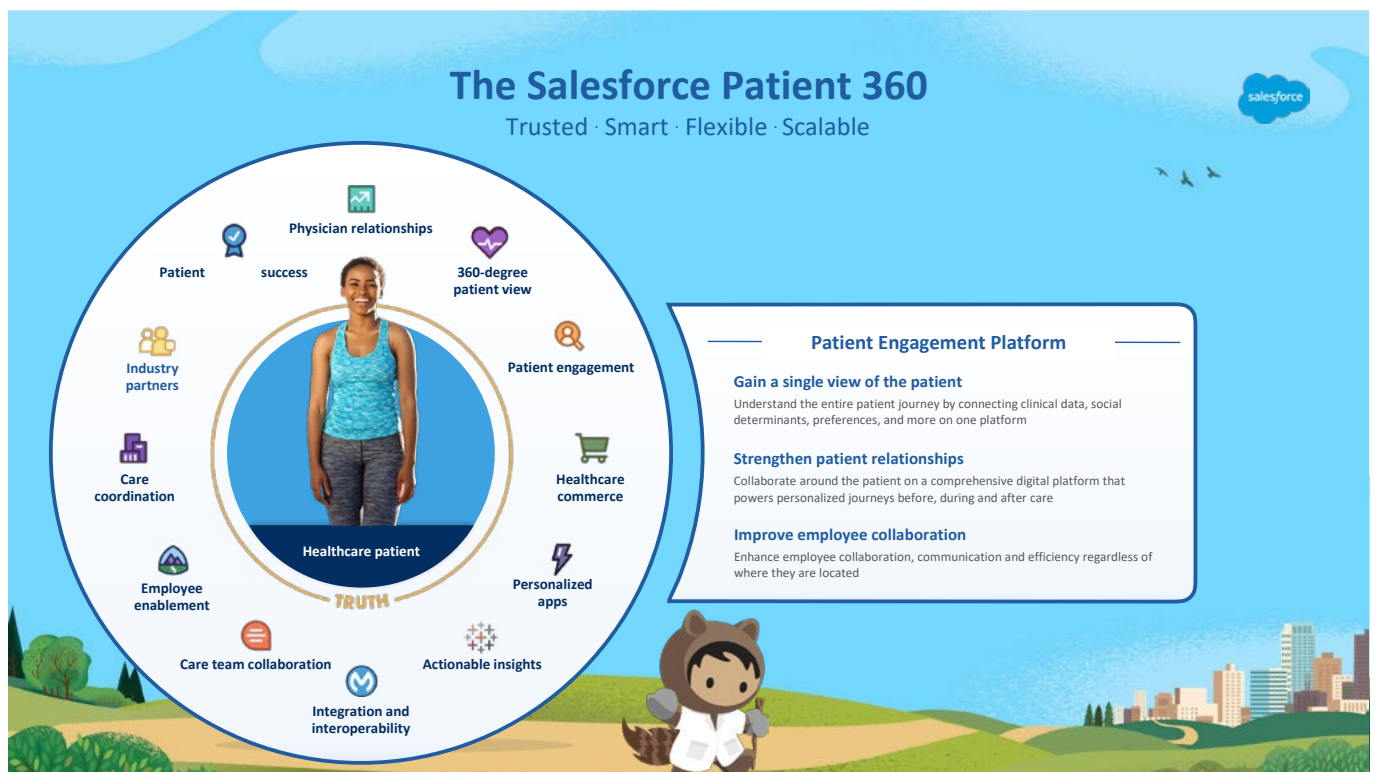 The Salesforce Patient 360
Trusted · Smart · Flexible · Scalable
salesforce
Physician relationships
Patient success
360-degree
patient view
Industry
partners
Patient engagement
Care
coordination
Healthcare
commerce
Healthcare patient
Employee
enablement
Personalized
apps
TRUTH
Care team collaboration
Actionable insights
Integration and
interoperability
Patient Engagement Platform
Gain a single view of the patient
Understand the entire patient journey by connecting clinical data, social
determinants, preferences, and more on one platform
Strengthen patient relationships
Collaborate around the patient on a comprehensive digital platform that
powers personalized journeys before, during and after care
Improve employee collaboration
Enhance employee collaboration, communication and efficiency regardless of
where they are located